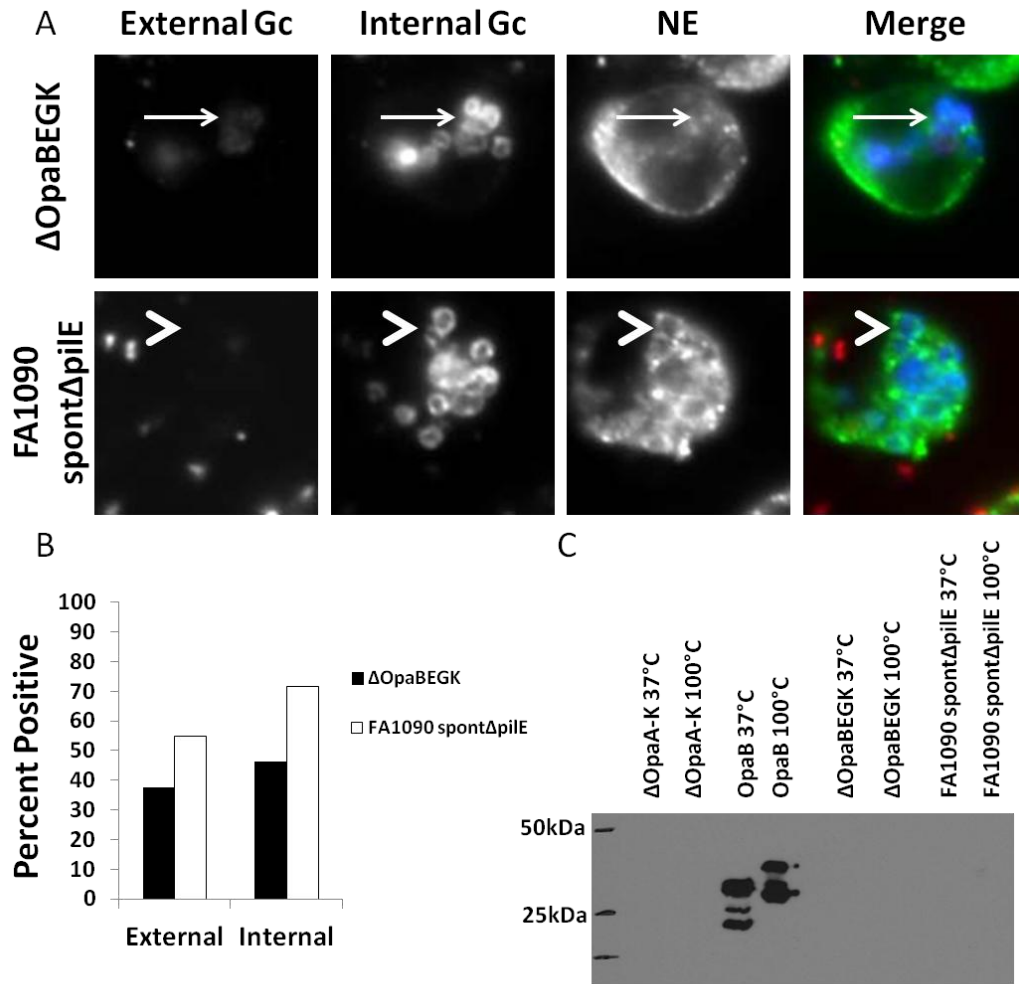 A
External Gc
Internal Gc
NE
Merge
ΔOpaBEGK
FA1090
spontΔpilE
B
100
90
80
70
60
50
40
30
20
10
0
Percent Positive
External
Internal
ΔOpaBEGK
FA1090 spontΔpilE
C
ΔOpaA-K 37°C
ΔOpaA-K 100°C
OpaB 37°C
OpaB 100°C
ΔOpaBEGK 37°C
ΔOpaBEGK 100°C
FA1090 spontΔpilE 37°C
FA1090 spontΔpilE 100°C
50kDa
25kDa